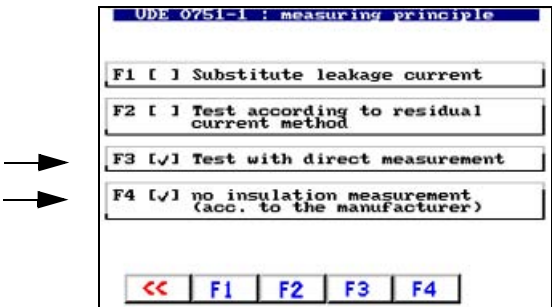 VDE 0751-1 : measuring principle
F1 [ ] Substitute leakage current
F2 [ ] Test according to residual
current method
F3 [✓] Test with direct measurement
F4 [✓] no insulation measurement
(acc. to the manufacturer)
<< F1 F2 F3 F4